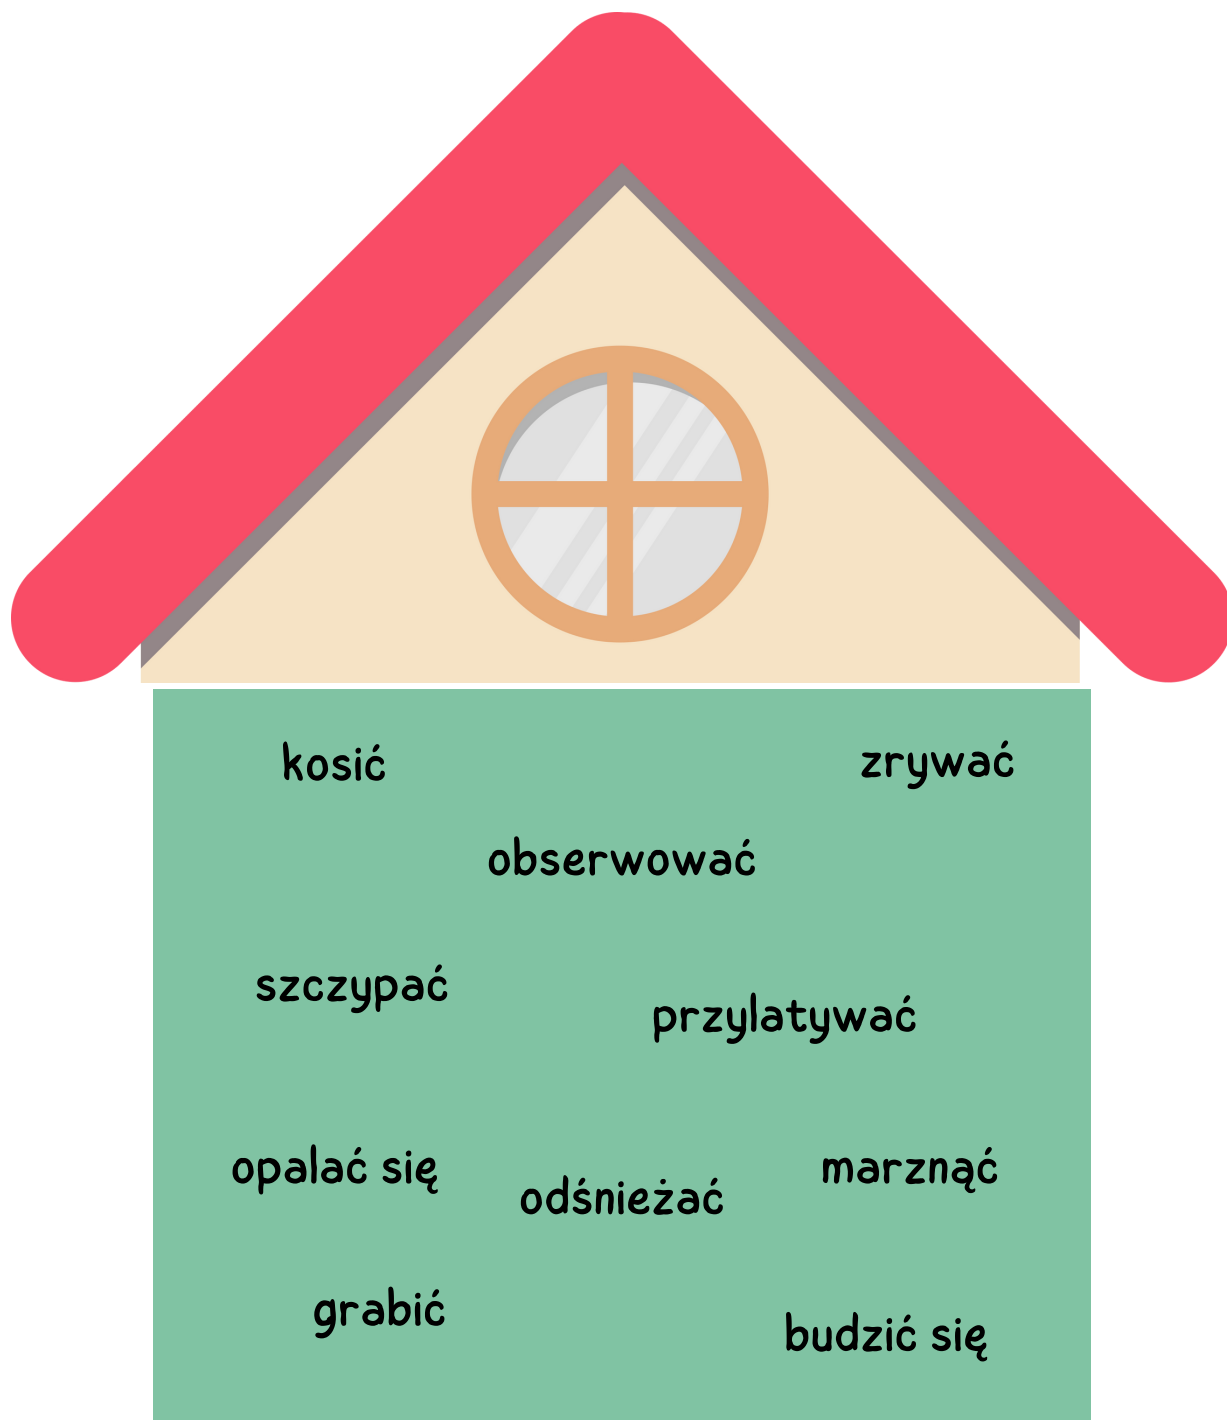 kosić
zrywać
obserwować
szczypać
przylatywać
opalać się
marznąć
odśnieżać
grabić
budzić się